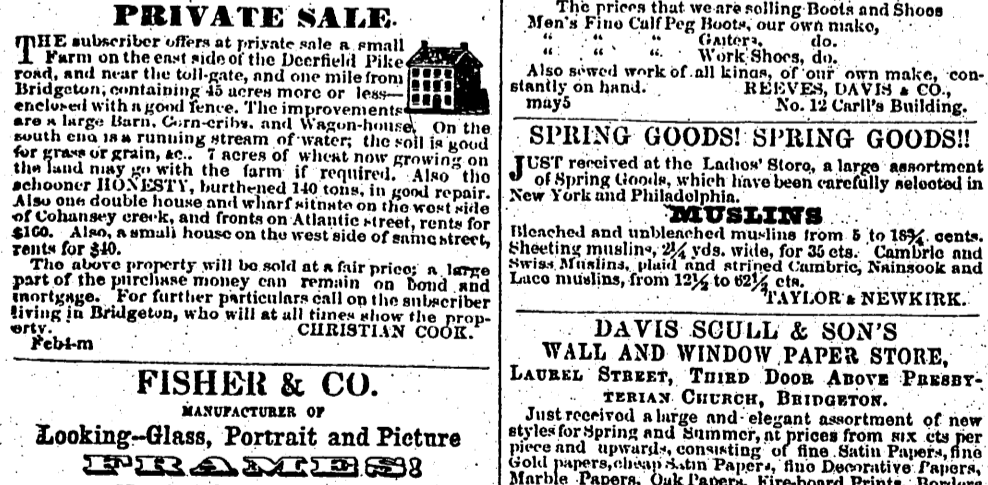 PRIVATE SALE.
THE subscriber offers at private sale a small
Farm on the east side of the Deerfield Pike
road, and near the toll-gate, and one mile from
Bridgeton, containing 45 acres more or less—
enclosed with a good fence. The improvements
are a large Barn, Corn-cribs, and Wagon-house. On the
south end is a running stream of water; the soil is good
for grass or grain, &c.. 7 acres of wheat now growing on
the land may go with the farm if required. Also the
schooner HONESTY, burthened 140 tons, in good repair.
Also one double house and wharf situate on the west side
of Cohansey creek, and fronts on Atlantic street, rents for
$160. Also, a small house on the west side of same street,
rents for $40.
The above property will be sold at a fair price; a large
part of the purchase money can remain on bond and
mortgage. For further particulars call on the subscriber
living in Bridgeton, who will at all times show the prop-
erty. CHRISTIAN COOK.
Feb4-m
FISHER & CO.
MANUFACTURER OF
Looking-Glass, Portrait and Picture
FRAMES!
The prices that we are selling Boots and Shoes
Men's Fine Calf Peg Boots, our own make,
" " " Gaiters, do.
" " " Work Shoes, do.
Also sewed work of all kinds, of our own make, con-
stantly on hand. REEVES, DAVIS & CO.,
may5 No. 12 Carll's Building.
SPRING GOODS! SPRING GOODS!!
JUST received at the Ladies' Store, a large assortment
of Spring Goods, which have been carefully selected in
New York and Philadelphia.
MUSLINS
Bleached and unbleached muslins from 5 to 18¾ cents.
Sheeting muslins, 2¼ yds. wide, for 35 cts. Cambric and
Swiss Muslins, plaid and striped Cambric, Nainsook and
Laco muslins, from 12½ to 62½ cts.
TAYLOR & NEWKIRK.
DAVIS SCULL & SON'S
WALL AND WINDOW PAPER STORE,
LAUREL STREET, THIRD DOOR ABOVE PRESBY-
TERIAN CHURCH, BRIDGETON.
Just received a large and elegant assortment of new
styles for Spring and Summer, at prices from six cts per
piece and upwards, consisting of fine Satin Papers, fine
Gold papers, cheap Satin Papers, fine Decorative Papers,
Marble Papers, Oak Papers, Fire-board Prints, Borders